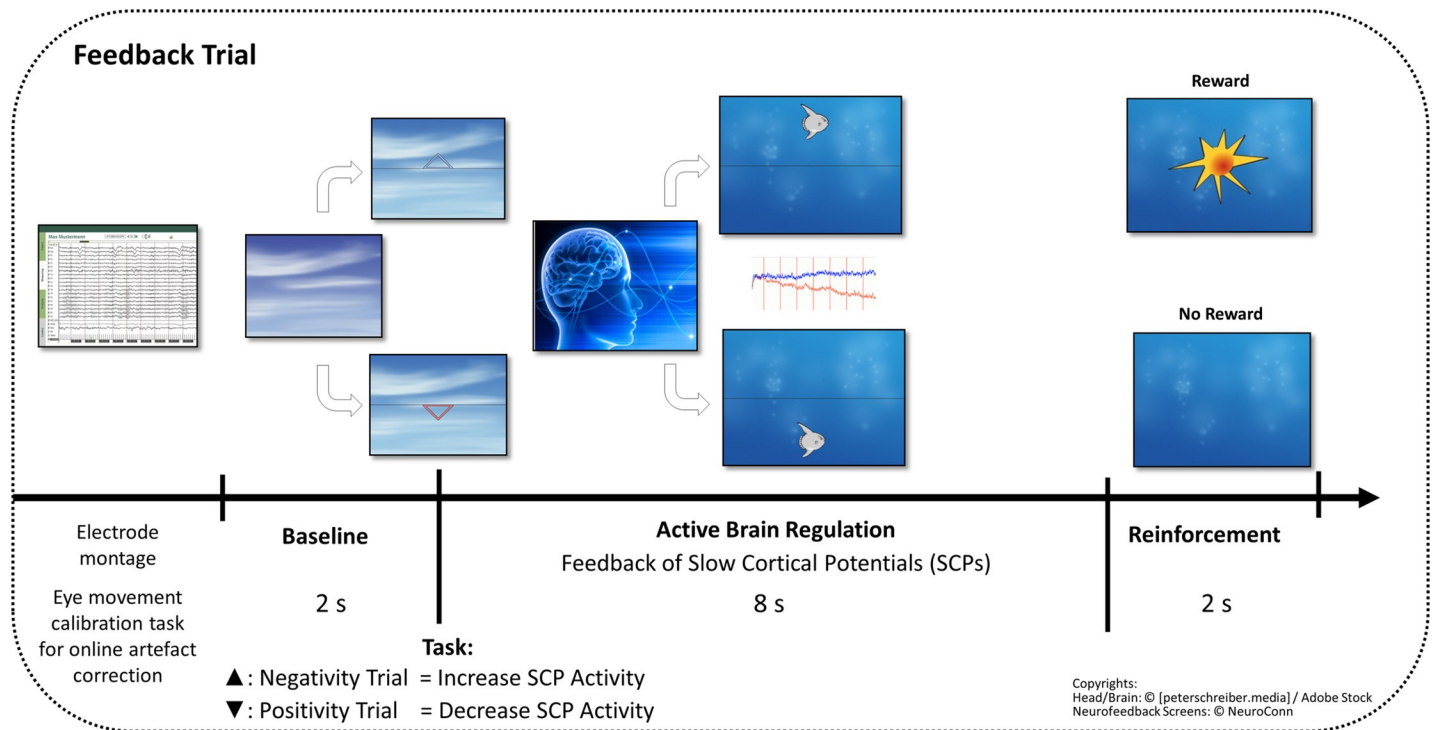 Feedback Trial
Reward
Max Mustermann
No Reward
Electrode
montage
Eye movement
calibration task
for online artefact
correction
Baseline
2 s
Active Brain Regulation
Feedback of Slow Cortical Potentials (SCPs)
8 s
Reinforcement
2 s
Task:
▲: Negativity Trial = Increase SCP Activity
▼: Positivity Trial = Decrease SCP Activity
Copyrights:
Head/Brain: © [peterschreiber.media] / Adobe Stock
Neurofeedback Screens: © NeuroConn